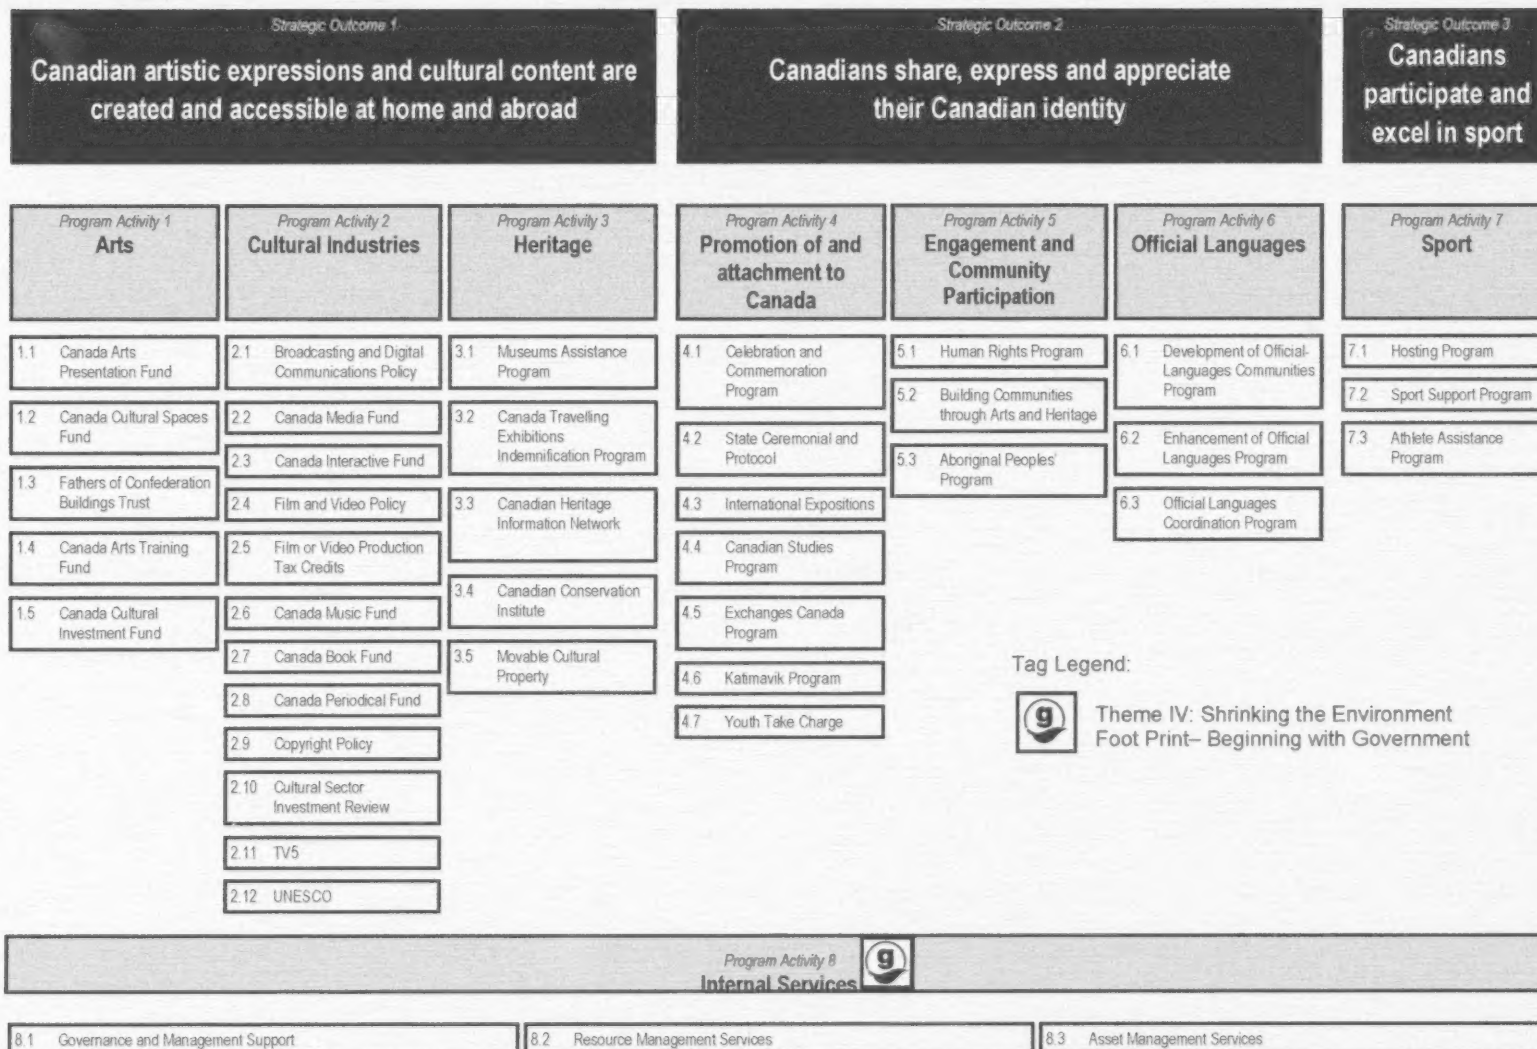 Strategic Outcome 1
Canadian artistic expressions and cultural content are
created and accessible at home and abroad
Strategic Outcome 2
Canadians share, express and appreciate
their Canadian identity
Strategic Outcome 3
Canadians
participate and
excel in sport
Program Activity 1
Arts
Program Activity 2
Cultural Industries
Program Activity 3
Heritage
Program Activity 4
Promotion of and
attachment to
Canada
Program Activity 5
Engagement and
Community
Participation
Program Activity 6
Official Languages
Program Activity 7
Sport
1.1 Canada Arts
Presentation Fund
1.2 Canada Cultural Spaces
Fund
1.3 Fathers of Confederation
Buildings Trust
1.4 Canada Arts Training
Fund
1.5 Canada Cultural
Investment Fund
2.1 Broadcasting and Digital
Communications Policy
2.2 Canada Media Fund
2.3 Canada Interactive Fund
2.4 Film and Video Policy
2.5 Film or Video Production
Tax Credits
2.6 Canada Music Fund
2.7 Canada Book Fund
2.8 Canada Periodical Fund
2.9 Copyright Policy
2.10 Cultural Sector
Investment Review
2.11 TV5
2.12 UNESCO
3.1 Museums Assistance
Program
3.2 Canada Travelling
Exhibitions
Indemnification Program
3.3 Canadian Heritage
Information Network
3.4 Canadian Conservation
Institute
3.5 Movable Cultural
Property
4.1 Celebration and
Commemoration
Program
4.2 State Ceremonial and
Protocol
4.3 International Expositions
4.4 Canadian Studies
Program
4.5 Exchanges Canada
Program
4.6 Katimavik Program
4.7 Youth Take Charge
5.1 Human Rights Program
5.2 Building Communities
through Arts and Heritage
5.3 Aboriginal Peoples'
Program
6.1 Development of Official-
Languages Communities
Program
6.2 Enhancement of Official
Languages Program
6.3 Official Languages
Coordination Program
7.1 Hosting Program
7.2 Sport Support Program
7.3 Athlete Assistance
Program
Tag Legend:
g
Theme IV: Shrinking the Environment
Foot Print– Beginning with Government
Program Activity 8
Internal Services
g
8.1 Governance and Management Support
8.2 Resource Management Services
8.3 Asset Management Services